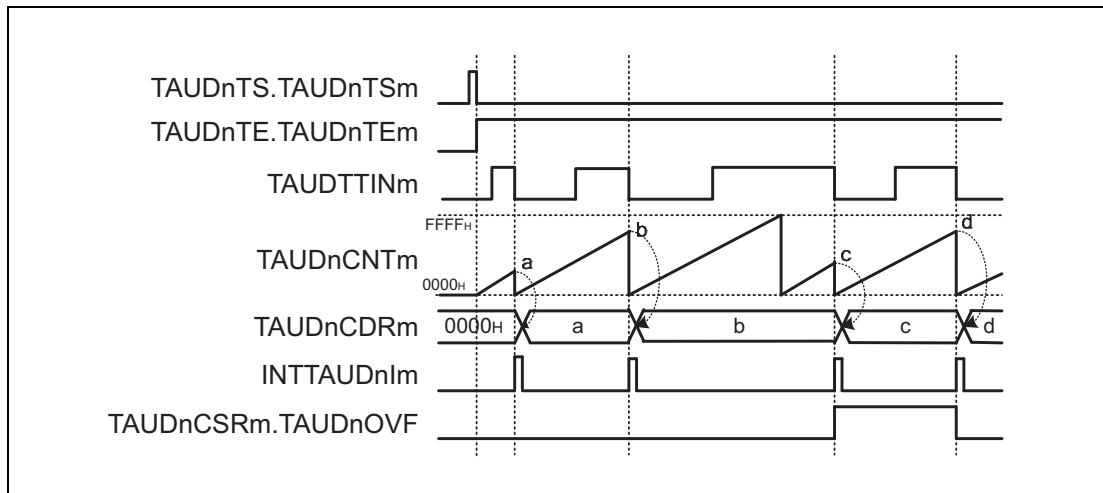 TAUDnTS.TAUDnTSm
TAUDnTE.TAUDnTEm
TAUDTTINm
FFFFH
TAUDnCNTm
0000H
a
b
c
d
TAUDnCDRm
0000H
a
b
c
d
INTTAUDnIm
TAUDnCSRm.TAUDnOVF